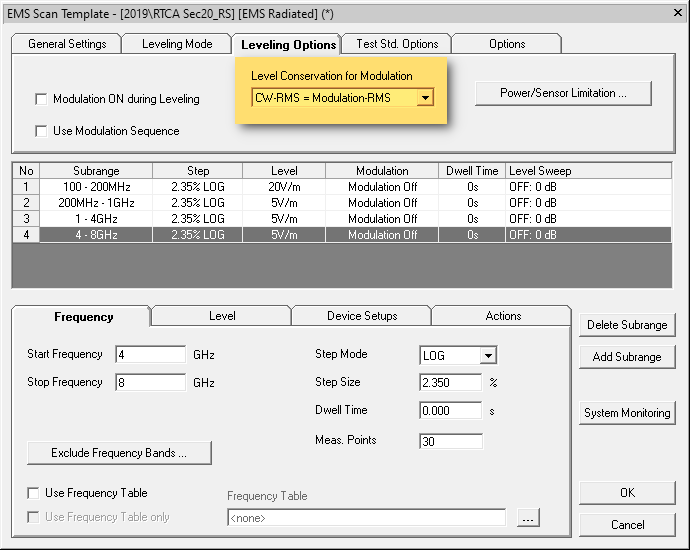 EMS Scan Template - [2019\RTCA Sec20_RS] [EMS Radiated] *
General Settings Leveling Mode Leveling Options Test Std. Options Options
Level Conservation for Modulation
Modulation ON during Leveling CW-RMS = Modulation-RMS Power/Sensor Limitation ...
Use Modulation Sequence
No Subrange Step Level Modulation Dwell Time Level Sweep
1 100 - 200MHz 2.35% LOG 20V/m Modulation Off 0s OFF: 0 dB
2 200MHz - 1GHz 2.35% LOG 5V/m Modulation Off 0s OFF: 0 dB
3 1 - 4GHz 2.35% LOG 5V/m Modulation Off 0s OFF: 0 dB
4 4 - 8GHz 2.35% LOG 5V/m Modulation Off 0s OFF: 0 dB
Frequency Level Device Setups Actions
Start Frequency 4 GHz Step Mode LOG
Stop Frequency 8 GHz Step Size 2.350 %
Dwell Time 0.000 s
Meas. Points 30
Exclude Frequency Bands ...
Use Frequency Table Frequency Table
Use Frequency Table only <none> ...
Delete Subrange
Add Subrange
System Monitoring
OK
Cancel